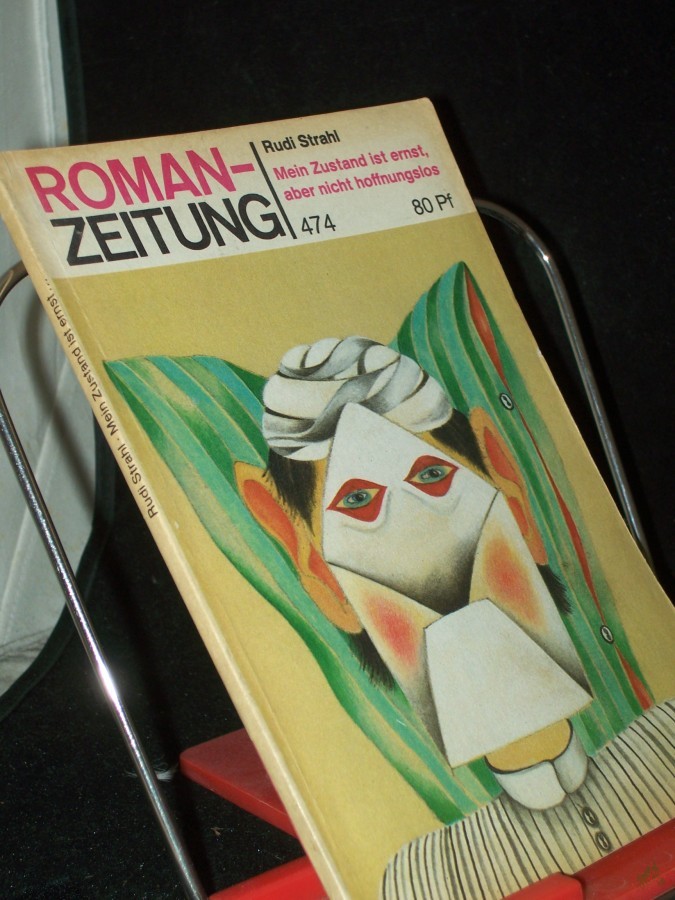 ROMAN-
ZEITUNG
Rudi Strahl
Mein Zustand ist ernst,
aber nicht hoffnungslos
474
80 Pf
Rudi Strahl · Mein Zustand ist ernst ...